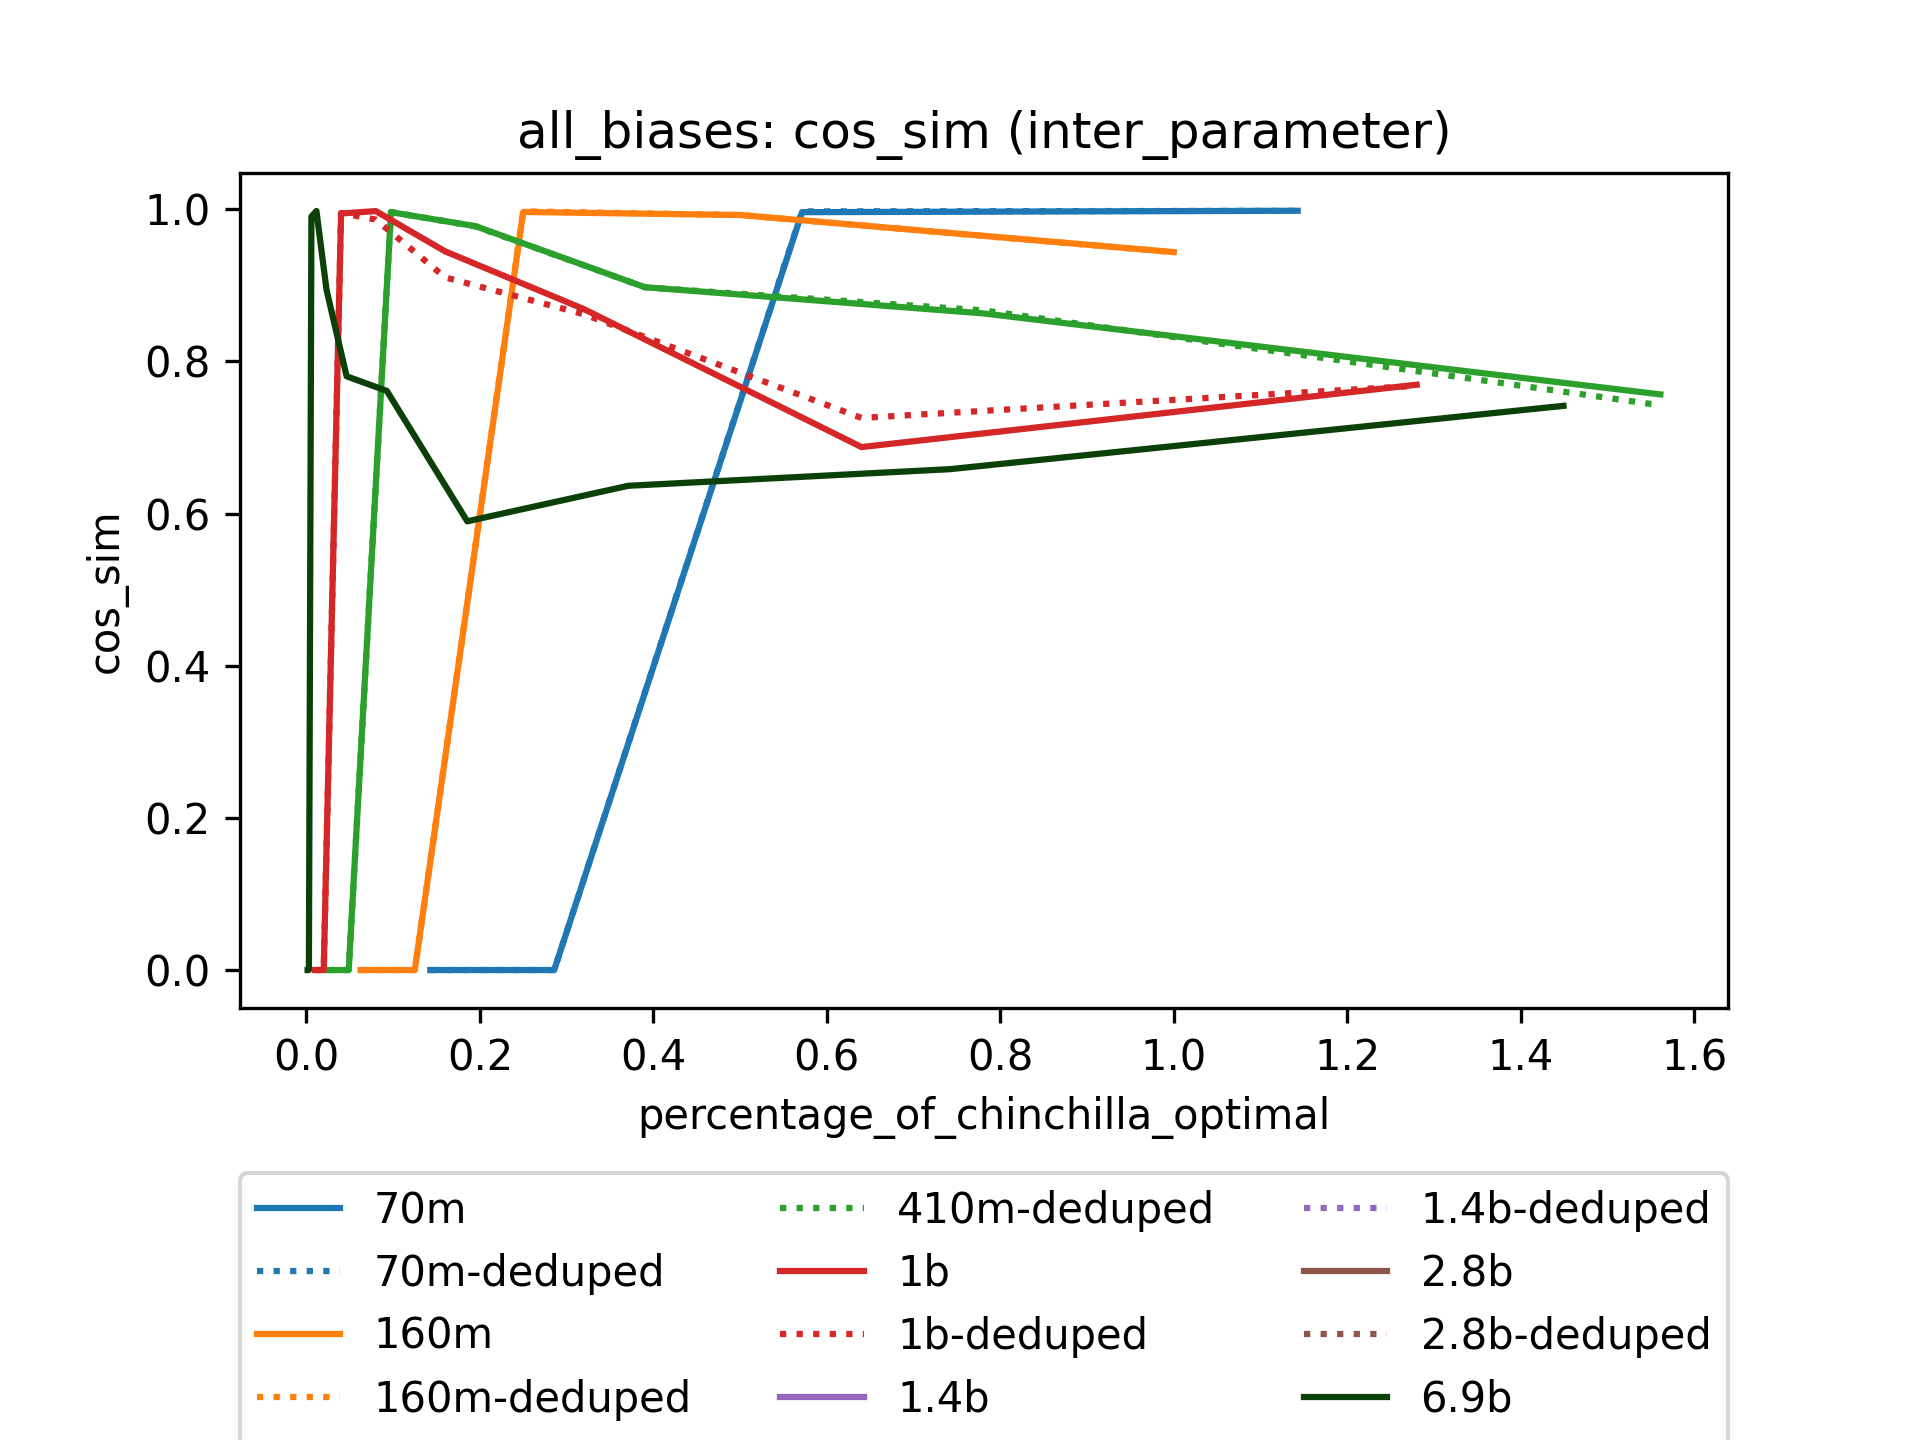 all_biases: cos_sim (inter_parameter)
1.0
0.8
0.6
0.4
0.2
0.0
cos_sim
0.0 0.2 0.4 0.6 0.8 1.0 1.2 1.4 1.6
percentage_of_chinchilla_optimal
70m
70m-deduped
160m
160m-deduped
410m-deduped
1b
1b-deduped
1.4b
1.4b-deduped
2.8b
2.8b-deduped
6.9b